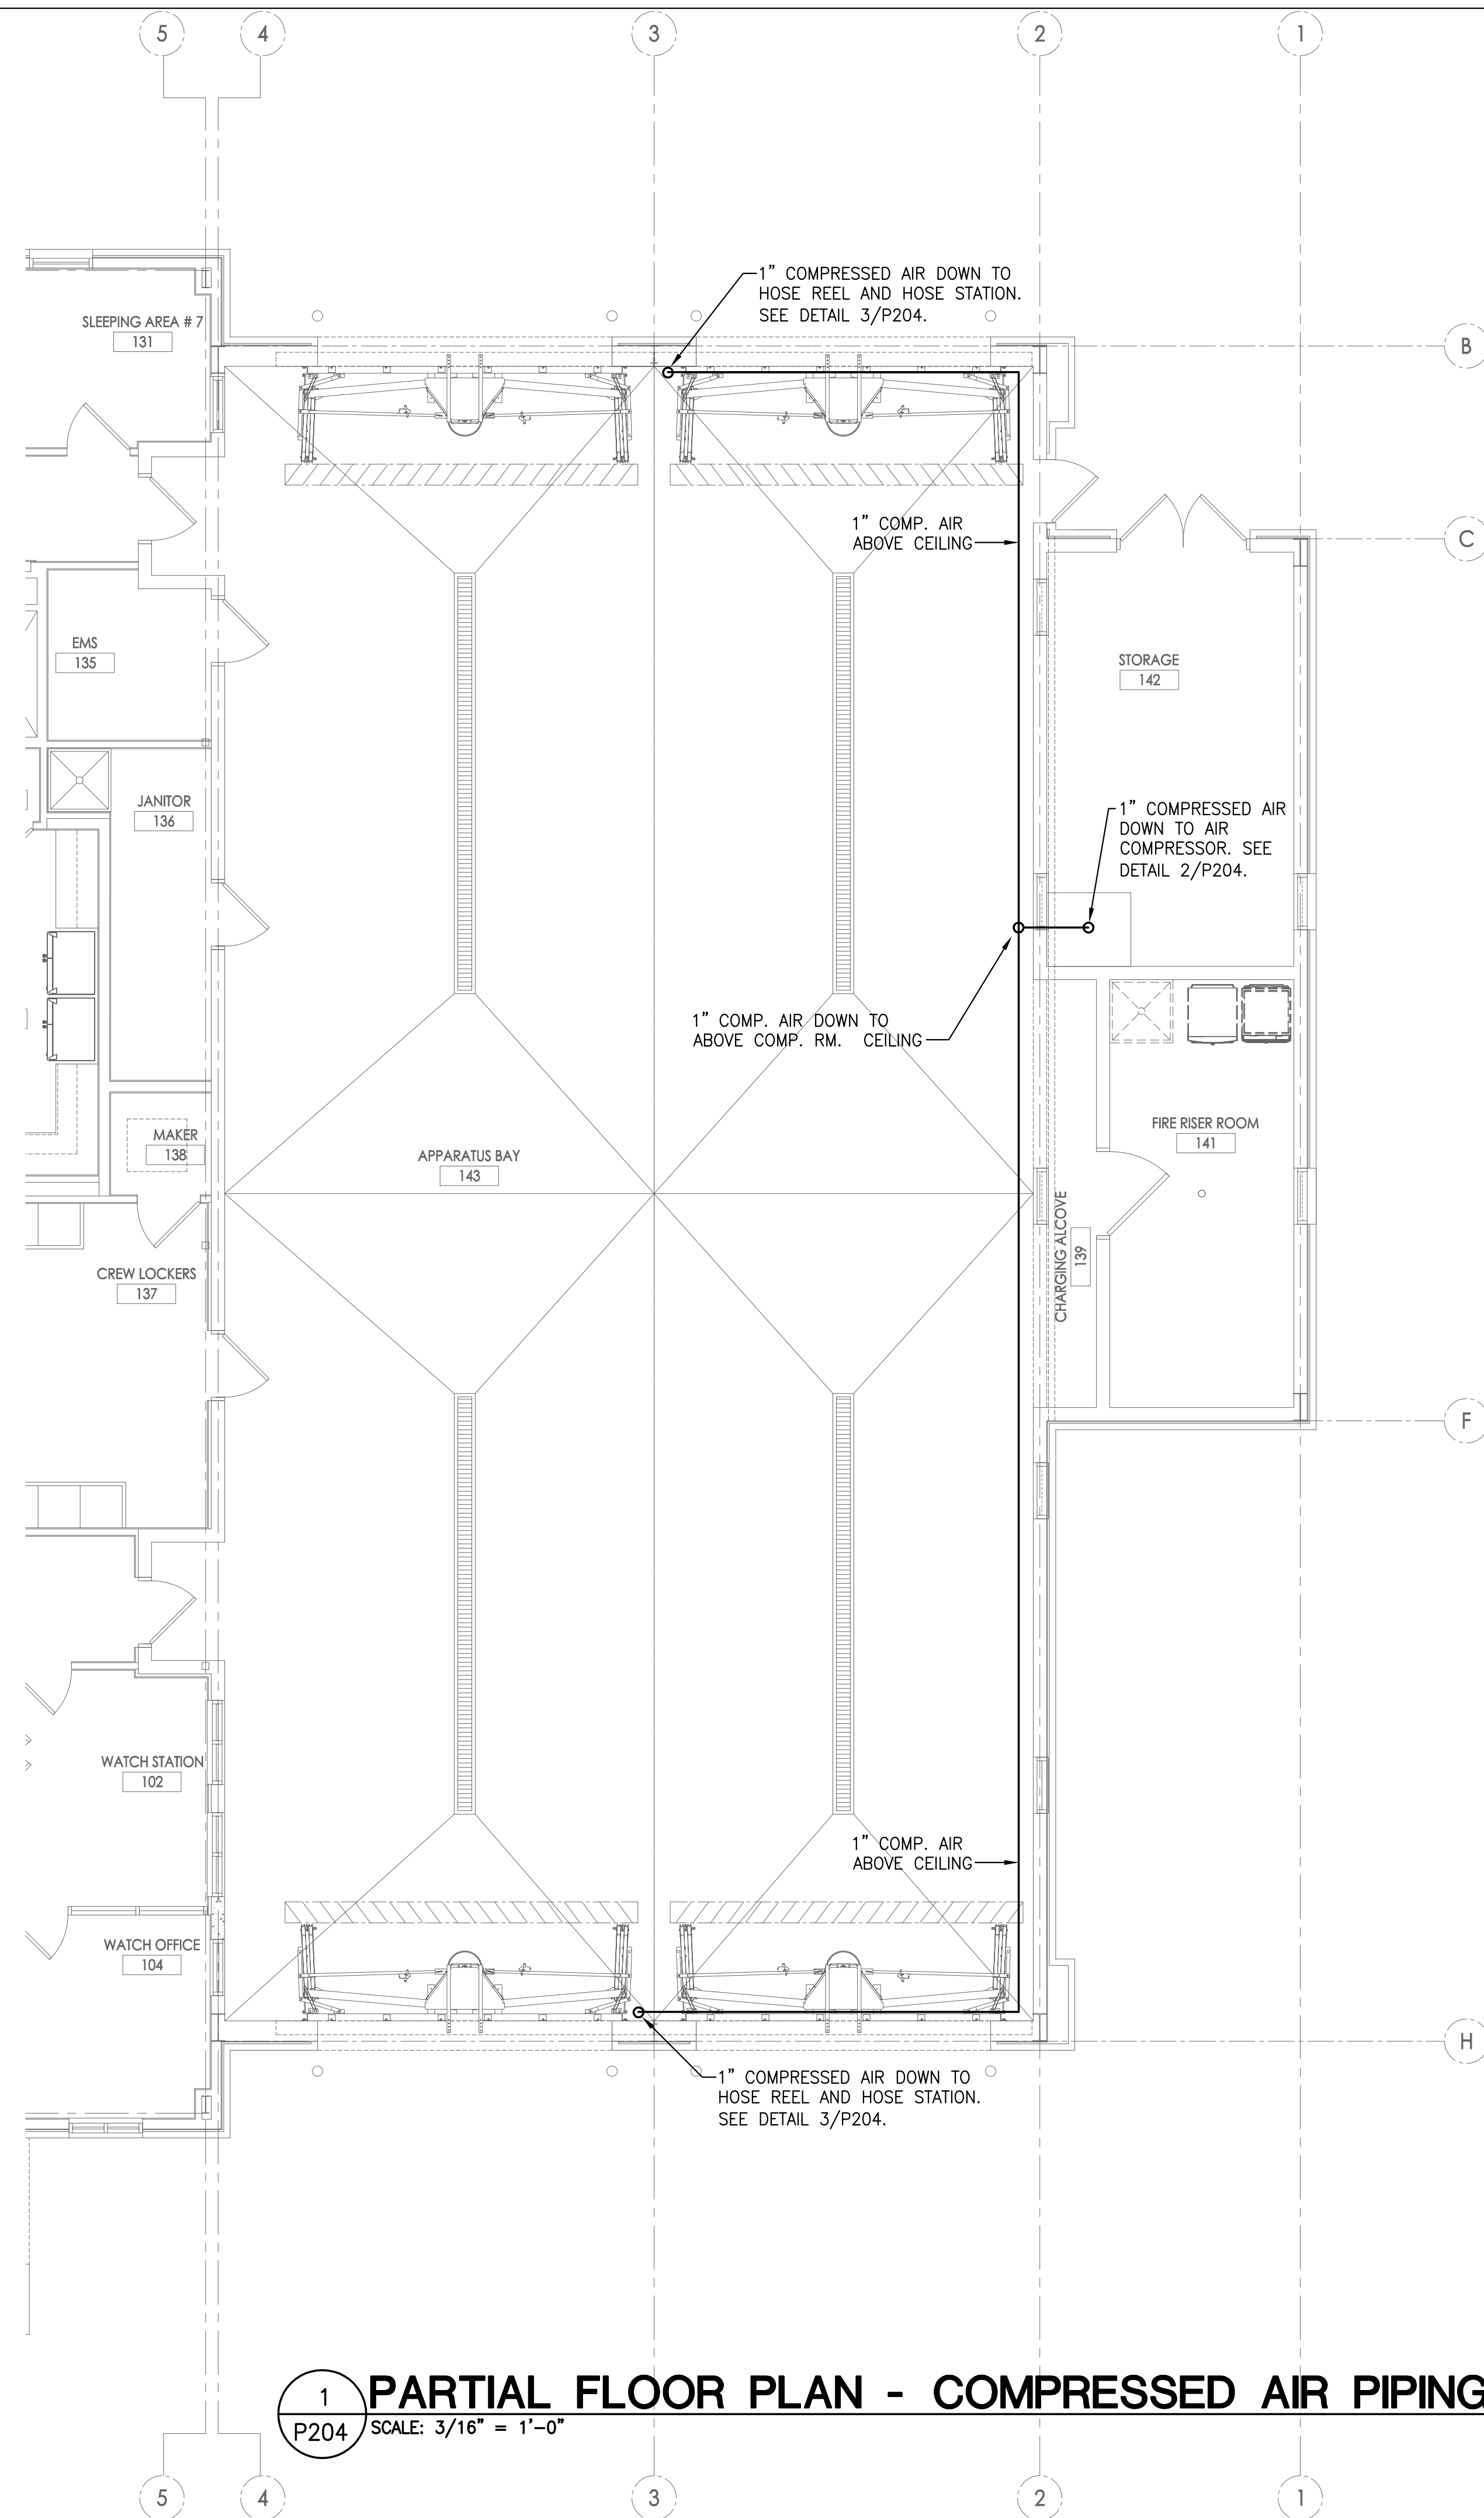 5
4
3
2
1
1” COMPRESSED AIR DOWN TO
HOSE REEL AND HOSE STATION.
SEE DETAIL 3/P204.
B
SLEEPING AREA # 7
131
1” COMP. AIR
ABOVE CEILING
C
EMS
135
STORAGE
142
JANITOR
136
1” COMPRESSED AIR
DOWN TO AIR
COMPRESSOR. SEE
DETAIL 2/P204.
1” COMP. AIR DOWN TO
ABOVE COMP. RM. CEILING
MAKER
138
APPARATUS BAY
143
FIRE RISER ROOM
141
CHARGING ALCOVE
139
CREW LOCKERS
137
F
WATCH STATION
102
1” COMP. AIR
ABOVE CEILING
WATCH OFFICE
104
H
1” COMPRESSED AIR DOWN TO
HOSE REEL AND HOSE STATION.
SEE DETAIL 3/P204.
1
P204
PARTIAL FLOOR PLAN - COMPRESSED AIR PIPING
SCALE: 3/16” = 1’-0”
5
4
3
2
1